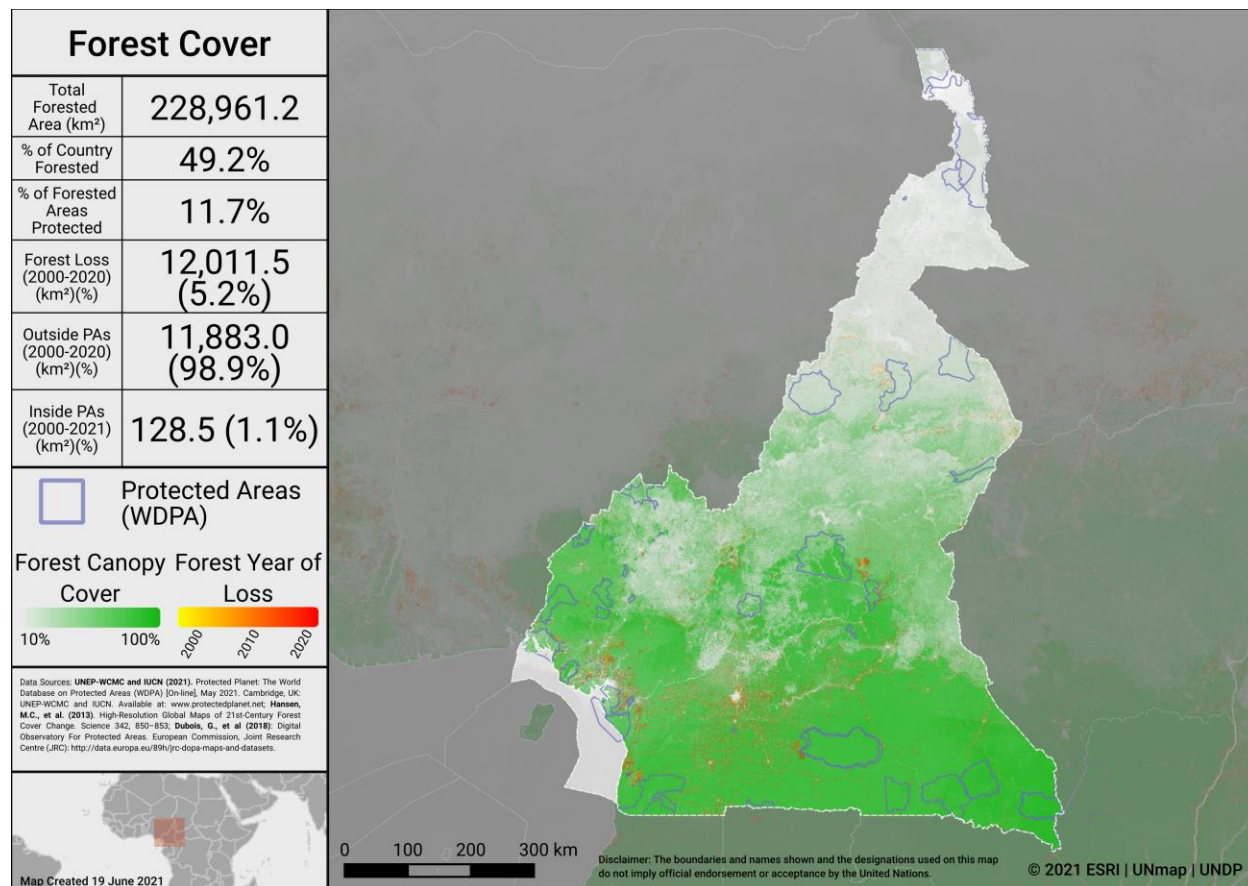 Forest Cover
Total
Forested
Area (km²)
228,961.2
% of Country
Forested
49.2%
% of Forested
Areas
Protected
11.7%
Forest Loss
(2000-2020)
(km²)(%)
12,011.5
(5.2%)
Outside PAs
(2000-2020)
(km²)(%)
11,883.0
(98.9%)
Inside PAs
(2000-2021)
(km²)(%)
128.5 (1.1%)
Protected Areas
(WDPA)
Forest Canopy
Cover
10% 100%
Forest Year of
Loss
2000 2010 2020
Data Sources: UNEP-WCMC and IUCN (2021). Protected Planet: The World
Database on Protected Areas (WDPA) [On-line], May 2021. Cambridge, UK:
UNEP-WCMC and IUCN. Available at: www.protectedplanet.net; Hansen,
M.C., et al. (2013). High-Resolution Global Maps of 21st-Century Forest
Cover Change. Science 342, 850–853; Dubois, G., et al (2018): Digital
Observatory For Protected Areas. European Commission, Joint Research
Centre (JRC): http://data.europa.eu/89h/jrc-dopa-maps-and-datasets.
Map Created 19 June 2021
0 100 200 300 km
Disclaimer: The boundaries and names shown and the designations used on this map
do not imply official endorsement or acceptance by the United Nations.
© 2021 ESRI | UNmap | UNDP